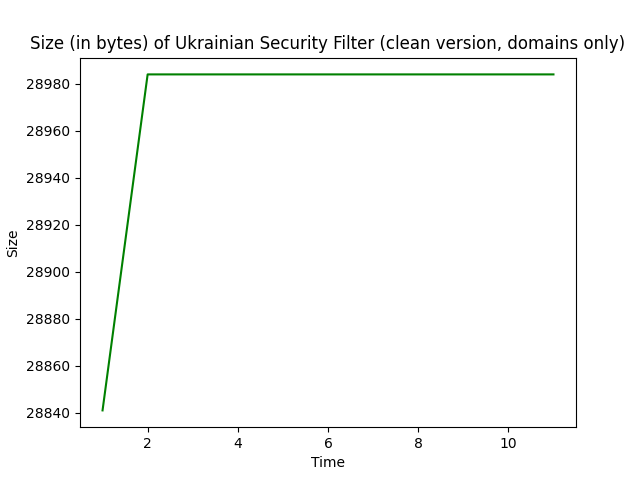 Size (in bytes) of Ukrainian Security Filter (clean version, domains only)
28980
28960
28940
28920
28900
28880
28860
28840
Size
2 4 6 8 10
Time